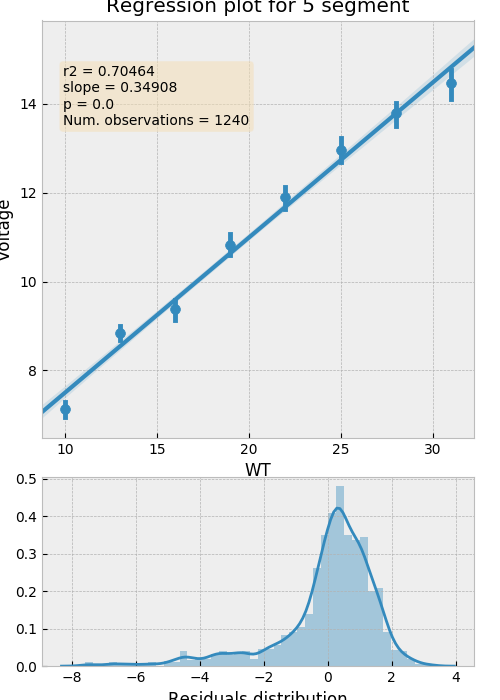 Regression plot for 5 segment
r2 = 0.70464
slope = 0.34908
p = 0.0
Num. observations = 1240
14
12
10
8
Voltage
10 15 20 25 30
WT
0.5
0.4
0.3
0.2
0.1
0.0
−8 −6 −4 −2 0 2 4
Residuals distribution